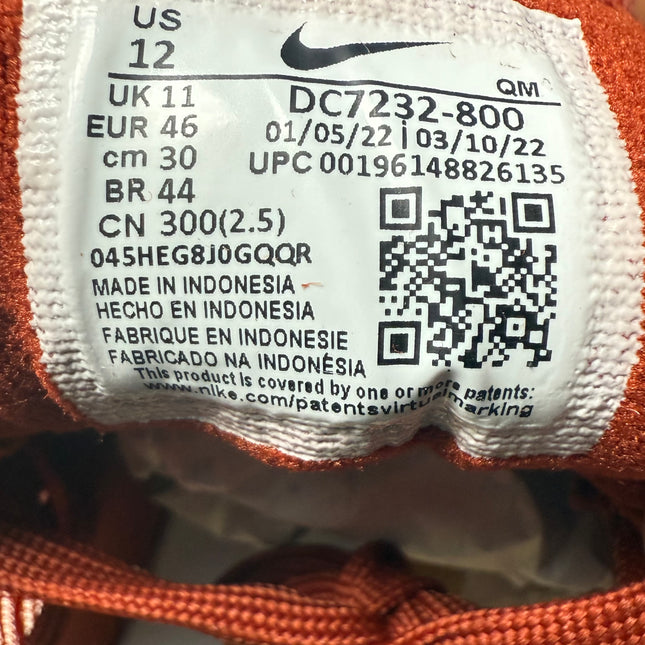 US
12
QM
UK 11
DC7232-800
EUR 46
01/05/22 | 03/10/22
cm 30
UPC 00196148826135
BR 44
CN 300(2.5)
045HEG8J0GQQR
MADE IN INDONESIA
HECHO EN INDONESIA
FABRIQUE EN INDONESIE
FABRICADO NA INDONÉSIA
This product is covered by one or more patents:
www.nike.com/patentsvirtualmarking